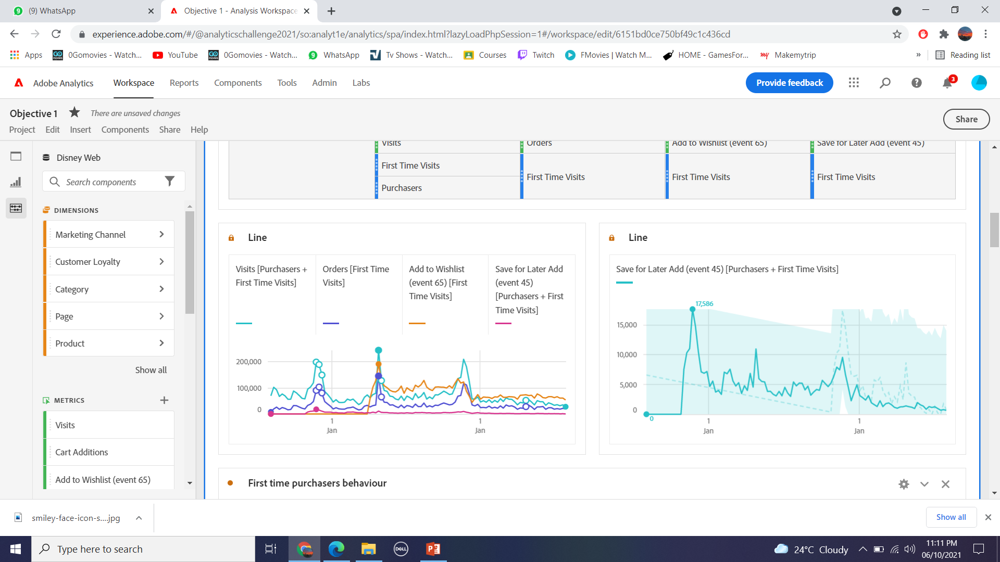 (9) WhatsApp
Objective 1 - Analysis Workspace
experience.adobe.com/#/@analyticschallenge2021/so:analyt1e/analytics/spa/index.html?lazyLoadPhpSession=1#/workspace/edit/6151bd0ce750bf49c1c436cd
Apps
0Gomovies - Watch...
YouTube
0Gomovies - Watch...
WhatsApp
Tv Shows - Watch...
Courses
Twitch
FMovies | Watch M...
HOME - GamesFor...
Makemytrip
»
Reading list
Adobe Analytics
Workspace
Reports
Components
Tools
Admin
Labs
Provide feedback
3
Objective 1
There are unsaved changes
Share
Project
Edit
Insert
Components
Share
Help
Disney Web
Search components
DIMENSIONS
Marketing Channel
Customer Loyalty
Category
Page
Product
Show all
METRICS
Visits
Cart Additions
Add to Wishlist (event 65)
Visits
Orders
Add to Wishlist (event 65)
Save for Later Add (event 45)
First Time Visits
Purchasers
First Time Visits
First Time Visits
First Time Visits
Line
Visits [Purchasers +
First Time Visits]
Orders [First Time
Visits]
Add to Wishlist
(event 65) [First
Time Visits]
Save for Later Add
(event 45)
[Purchasers + First
Time Visits]
200,000
100,000
0
1
Jan
1
Jan
Line
Save for Later Add (event 45) [Purchasers + First Time Visits]
17,586
15,000
10,000
5,000
0
0
1
Jan
1
Jan
First time purchasers behaviour
smiley-face-icon-s....jpg
Show all
Type here to search
DELL
24°C Cloudy
11:11 PM
06/10/2021